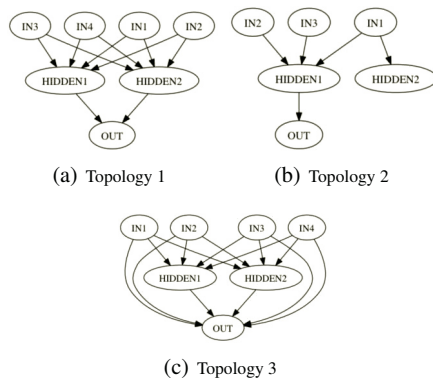 IN3 IN4 IN1 IN2
HIDDEN1 HIDDEN2
OUT
(a) Topology 1
IN2 IN3 IN1
HIDDEN1 HIDDEN2
OUT
(b) Topology 2
IN1 IN2 IN3 IN4
HIDDEN1 HIDDEN2
OUT
(c) Topology 3